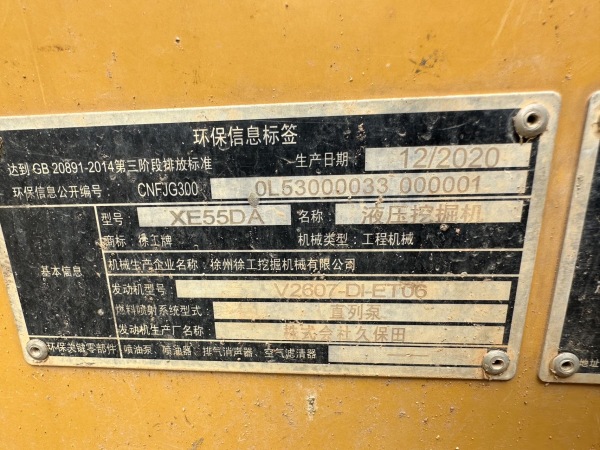 环保信息标签
达到 GB 20891-2014第三阶段排放标准 生产日期: 12/2020
环保信息公开编号: CNFJG300 0L53000033 000001
型号: XE55DA 名称: 液压挖掘机
商标: 徐工牌 机械类型: 工程机械
基本信息
机械生产企业名称: 徐州徐工挖掘机械有限公司
发动机型号 V2607-DI-ET06
燃料喷射系统型式: 直列泵
发动机生产厂名称: 株式会社久保田
环保关键零部件 喷油泵、喷油器、排气消声器、空气滤清器
地址